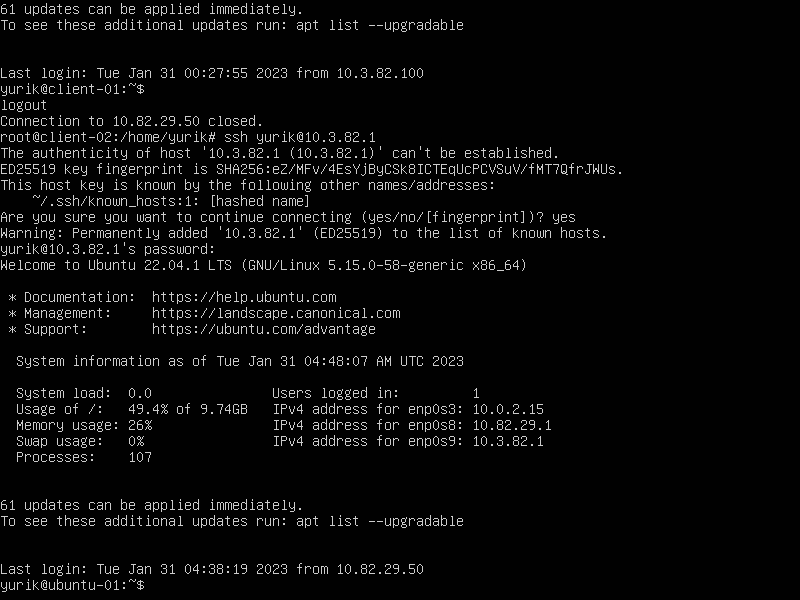 61 updates can be applied immediately.
To see these additional updates run: apt list --upgradable
Last login: Tue Jan 31 00:27:55 2023 from 10.3.82.100
yurik@client-01:~$
logout
Connection to 10.82.29.50 closed.
root@client-02:/home/yurik# ssh yurik@10.3.82.1
The authenticity of host '10.3.82.1 (10.3.82.1)' can't be established.
ED25519 key fingerprint is SHA256:eZ/MFv/4EsYjByCSk8ICTEqUcPCVSuV/fMT7QfrJWUs.
This host key is known by the following other names/addresses:
    ~/.ssh/known_hosts:1: [hashed name]
Are you sure you want to continue connecting (yes/no/[fingerprint])? yes
Warning: Permanently added '10.3.82.1' (ED25519) to the list of known hosts.
yurik@10.3.82.1's password:
Welcome to Ubuntu 22.04.1 LTS (GNU/Linux 5.15.0-58-generic x86_64)
 * Documentation:  https://help.ubuntu.com
 * Management:     https://landscape.canonical.com
 * Support:        https://ubuntu.com/advantage
  System information as of Tue Jan 31 04:48:07 AM UTC 2023
  System load:  0.0               Users logged in:         1
  Usage of /:   49.4% of 9.74GB   IPv4 address for enp0s3: 10.0.2.15
  Memory usage: 26%               IPv4 address for enp0s8: 10.82.29.1
  Swap usage:   0%                IPv4 address for enp0s9: 10.3.82.1
  Processes:    107
61 updates can be applied immediately.
To see these additional updates run: apt list --upgradable
Last login: Tue Jan 31 04:38:19 2023 from 10.82.29.50
yurik@ubuntu-01:~$